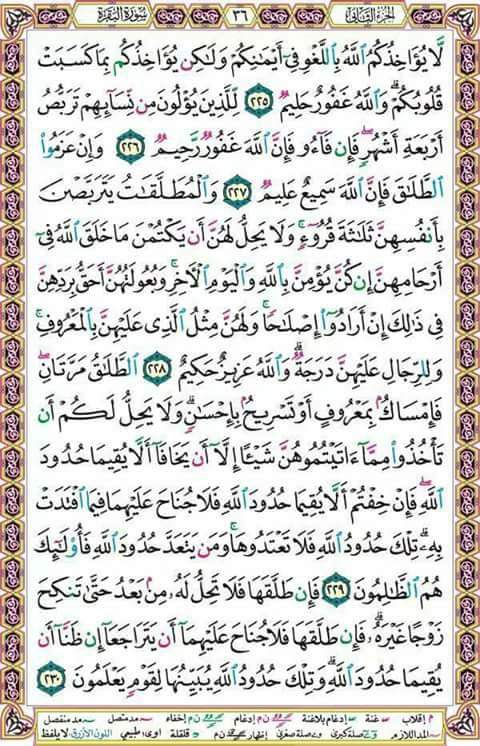 الجزء الثاني ٣٦ سورة البقرة
لَّا يُؤَاخِذُكُمُ ٱللَّهُ بِٱللَّغْوِ فِىٓ أَيْمَٰنِكُمْ وَلَٰكِن يُؤَاخِذُكُم بِمَا كَسَبَتْ
قُلُوبُكُمْ ۗ وَٱللَّهُ غَفُورٌ حَلِيمٌ ٢٢٥ لِّلَّذِينَ يُؤْلُونَ مِن نِّسَآئِهِمْ تَرَبُّصُ
أَرْبَعَةِ أَشْهُرٍ ۖ فَإِن فَآءُو فَإِنَّ ٱللَّهَ غَفُورٌ رَّحِيمٌ ٢٢٦ وَإِنْ عَزَمُوا۟
ٱلطَّلَٰقَ فَإِنَّ ٱللَّهَ سَمِيعٌ عَلِيمٌ ٢٢٧ وَٱلْمُطَلَّقَٰتُ يَتَرَبَّصْنَ
بِأَنفُسِهِنَّ ثَلَٰثَةَ قُرُوٓءٍ ۚ وَلَا يَحِلُّ لَهُنَّ أَن يَكْتُمْنَ مَا خَلَقَ ٱللَّهُ فِىٓ
أَرْحَامِهِنَّ إِن كُنَّ يُؤْمِنَّ بِٱللَّهِ وَٱلْيَوْمِ ٱلْءَاخِرِ ۚ وَبُعُولَتُهُنَّ أَحَقُّ بِرَدِّهِنَّ
فِى ذَٰلِكَ إِنْ أَرَادُوٓا۟ إِصْلَٰحًا ۚ وَلَهُنَّ مِثْلُ ٱلَّذِى عَلَيْهِنَّ بِٱلْمَعْرُوفِ ۚ
وَلِلرِّجَالِ عَلَيْهِنَّ دَرَجَةٌ ۗ وَٱللَّهُ عَزِيزٌ حَكِيمٌ ٢٢٨ ٱلطَّلَٰقُ مَرَّتَانِ ۖ
فَإِمْسَاكٌۢ بِمَعْرُوفٍ أَوْ تَسْرِيحٌۢ بِإِحْسَٰنٍ ۗ وَلَا يَحِلُّ لَكُمْ أَن
تَأْخُذُوا۟ مِمَّآ ءَاتَيْتُمُوهُنَّ شَيْـًٔا إِلَّآ أَن يَخَافَآ أَلَّا يُقِيمَا حُدُودَ
ٱللَّهِ ۖ فَإِنْ خِفْتُمْ أَلَّا يُقِيمَا حُدُودَ ٱللَّهِ فَلَا جُنَاحَ عَلَيْهِمَا فِيمَا ٱفْتَدَتْ
بِهِۦ ۗ تِلْكَ حُدُودُ ٱللَّهِ فَلَا تَعْتَدُوهَا ۚ وَمَن يَتَعَدَّ حُدُودَ ٱللَّهِ فَأُو۟لَٰٓئِكَ
هُمُ ٱلظَّٰلِمُونَ ٢٢٩ فَإِن طَلَّقَهَا فَلَا تَحِلُّ لَهُۥ مِنۢ بَعْدُ حَتَّىٰ تَنكِحَ
زَوْجًا غَيْرَهُۥ ۗ فَإِن طَلَّقَهَا فَلَا جُنَاحَ عَلَيْهِمَآ أَن يَتَرَاجَعَآ إِن ظَنَّآ أَن
يُقِيمَا حُدُودَ ٱللَّهِ ۗ وَتِلْكَ حُدُودُ ٱللَّهِ يُبَيِّنُهَا لِقَوْمٍ يَعْلَمُونَ ٢٣٠
م إقلاب غنة إدغام بلاغنة ن م إدغام ن م إخفاء مد متصل مد منفصل
المد اللازم صلة كبرى صلة صغرى إظهار ن م قلقلة اوى: طبيعي اللون الأزرق: لا يلفظ